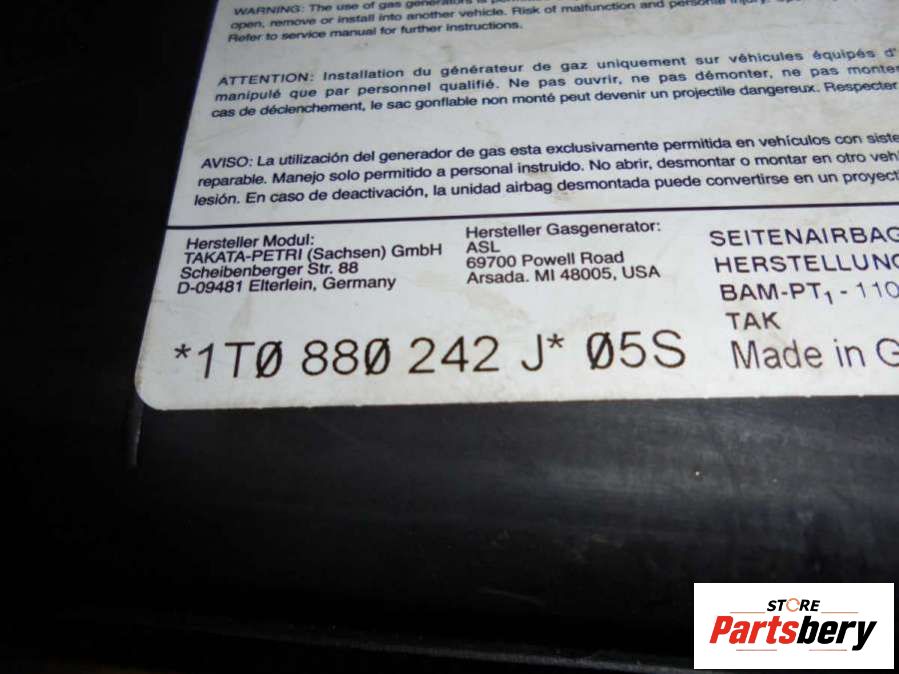 WARNING: The use of gas generators is
open, remove or install into another vehicle. Risk of malfunction and personal injury.
Refer to service manual for further instructions.
ATTENTION: Installation du générateur de gaz uniquement sur véhicules équipés d'
manipulé que par personnel qualifié. Ne pas ouvrir, ne pas démonter, ne pas monter
cas de déclenchement, le sac gonflable non monté peut devenir un projectile dangereux. Respecter
AVISO: La utilización del generador de gas esta exclusivamente permitida en vehículos con siste
reparable. Manejo solo permitido a personal instruido. No abrir, desmontar o montar en otro veh
lesión. En caso de deactivación, la unidad airbag desmontada puede convertirse en un proyect
Hersteller Modul:
TAKATA-PETRI (Sachsen) GmbH
Scheibenberger Str. 88
D-09481 Elterlein, Germany
Hersteller Gasgenerator:
ASL
69700 Powell Road
Arsada. MI 48005, USA
SEITENAIRBAG
HERSTELLUNG
BAM-PT₁ - 110
TAK
Made in G
*1TØ 88Ø 242 J* Ø5S
STORE
Partsbery